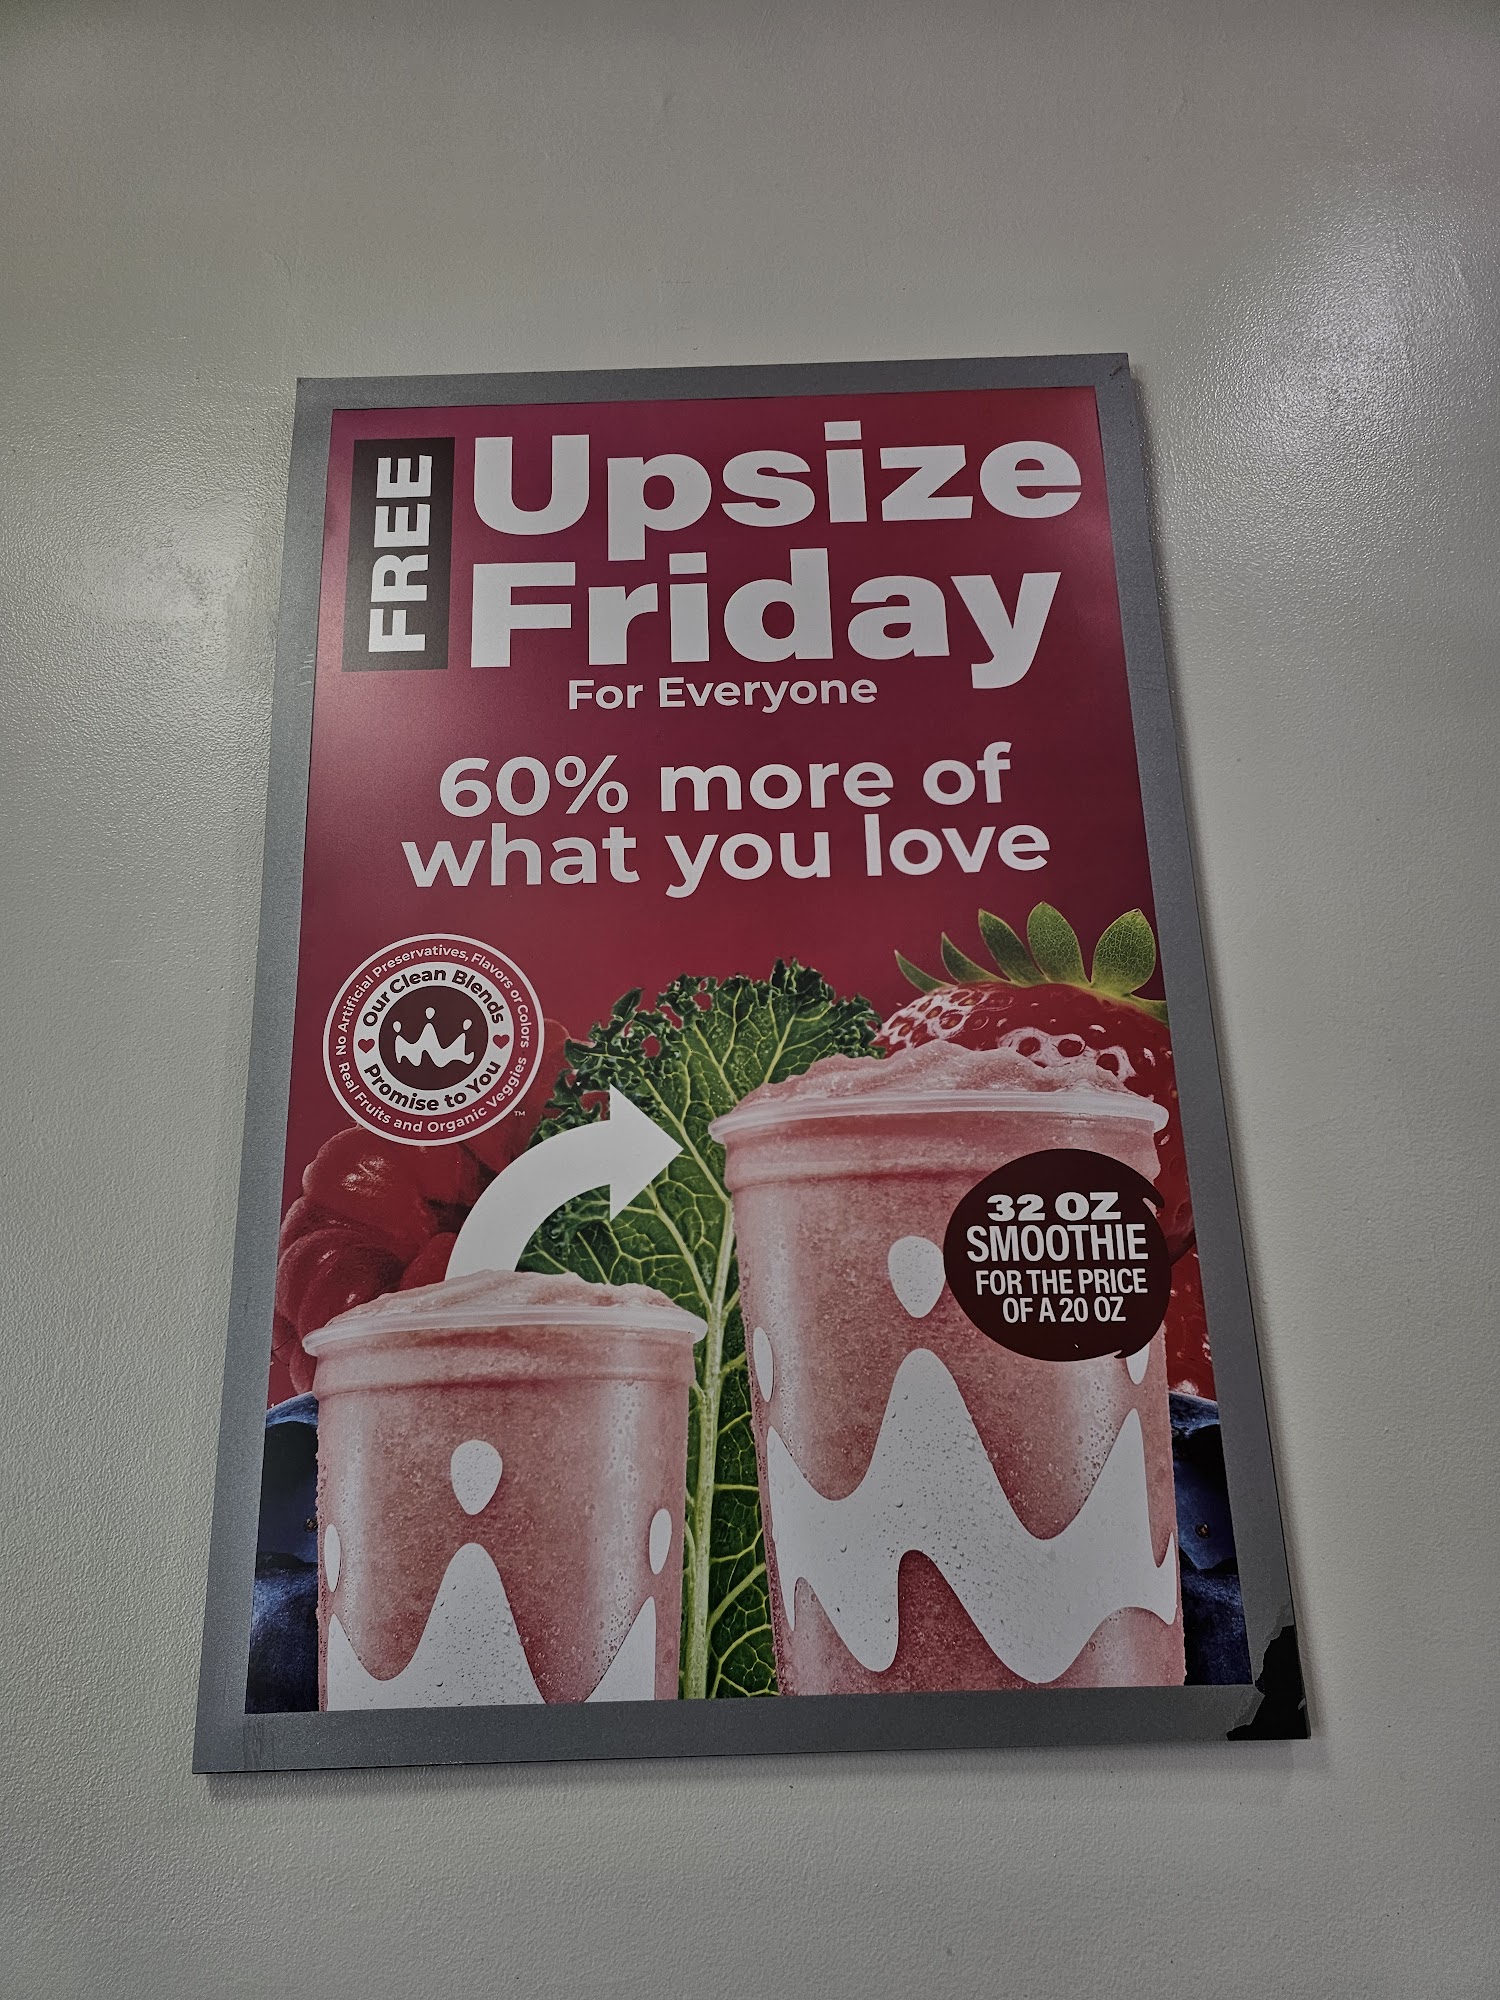 FREE
Upsize
Friday
For Everyone
60% more of
what you love
No Artificial Preservatives, Flavors or Colors
Our Clean Blends
Promise to You
Real Fruits and Organic Veggies
™
32 OZ
SMOOTHIE
FOR THE PRICE
OF A 20 OZ